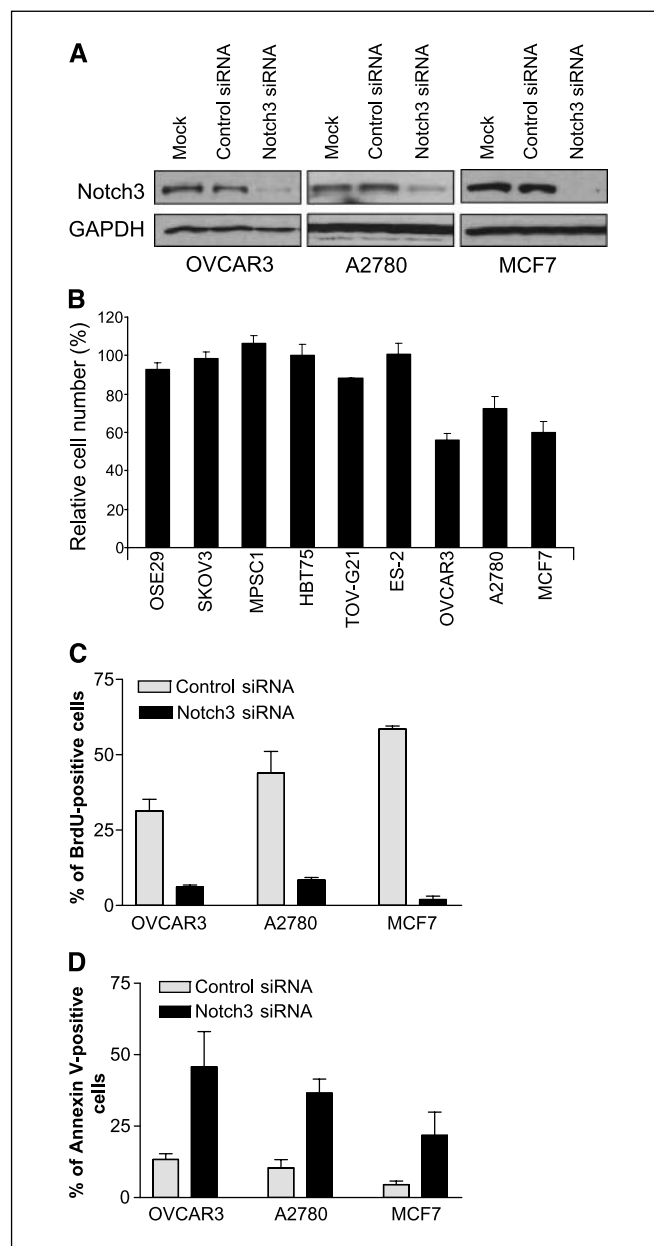 A
Mock
Control siRNA
Notch3 siRNA
Mock
Control siRNA
Notch3 siRNA
Mock
Control siRNA
Notch3 siRNA
Notch3
GAPDH
OVCAR3 A2780 MCF7
B
Relative cell number (%)
120
100
80
60
40
20
0
OSE29
SKOV3
MPSC1
HBT75
TOV-G21
ES-2
OVCAR3
A2780
MCF7
C
% of BrdU-positive cells
75
50
25
0
Control siRNA
Notch3 siRNA
OVCAR3 A2780 MCF7
D
% of Annexin V-positive
cells
75
50
25
0
Control siRNA
Notch3 siRNA
OVCAR3 A2780 MCF7